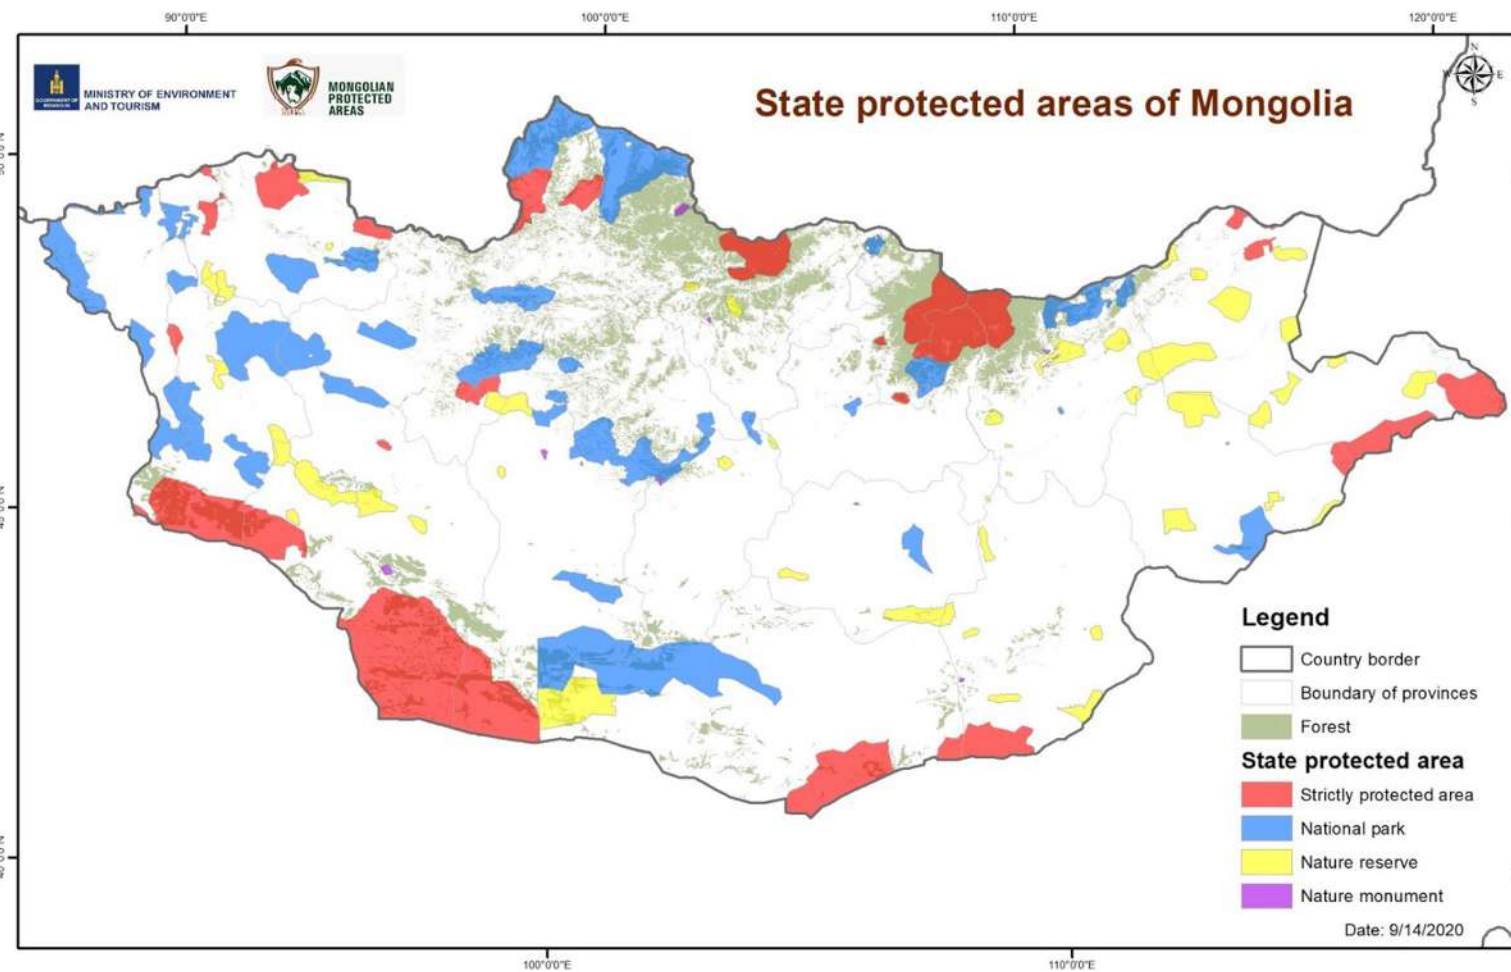 90°0'0"E 100°0'0"E 110°0'0"E 120°0'0"E
N
W E
S
MINISTRY OF ENVIRONMENT
AND TOURISM
MONGOLIAN
PROTECTED
AREAS
State protected areas of Mongolia
Legend
Country border
Boundary of provinces
Forest
State protected area
Strictly protected area
National park
Nature reserve
Nature monument
Date: 9/14/2020
100°0'0"E 110°0'0"E